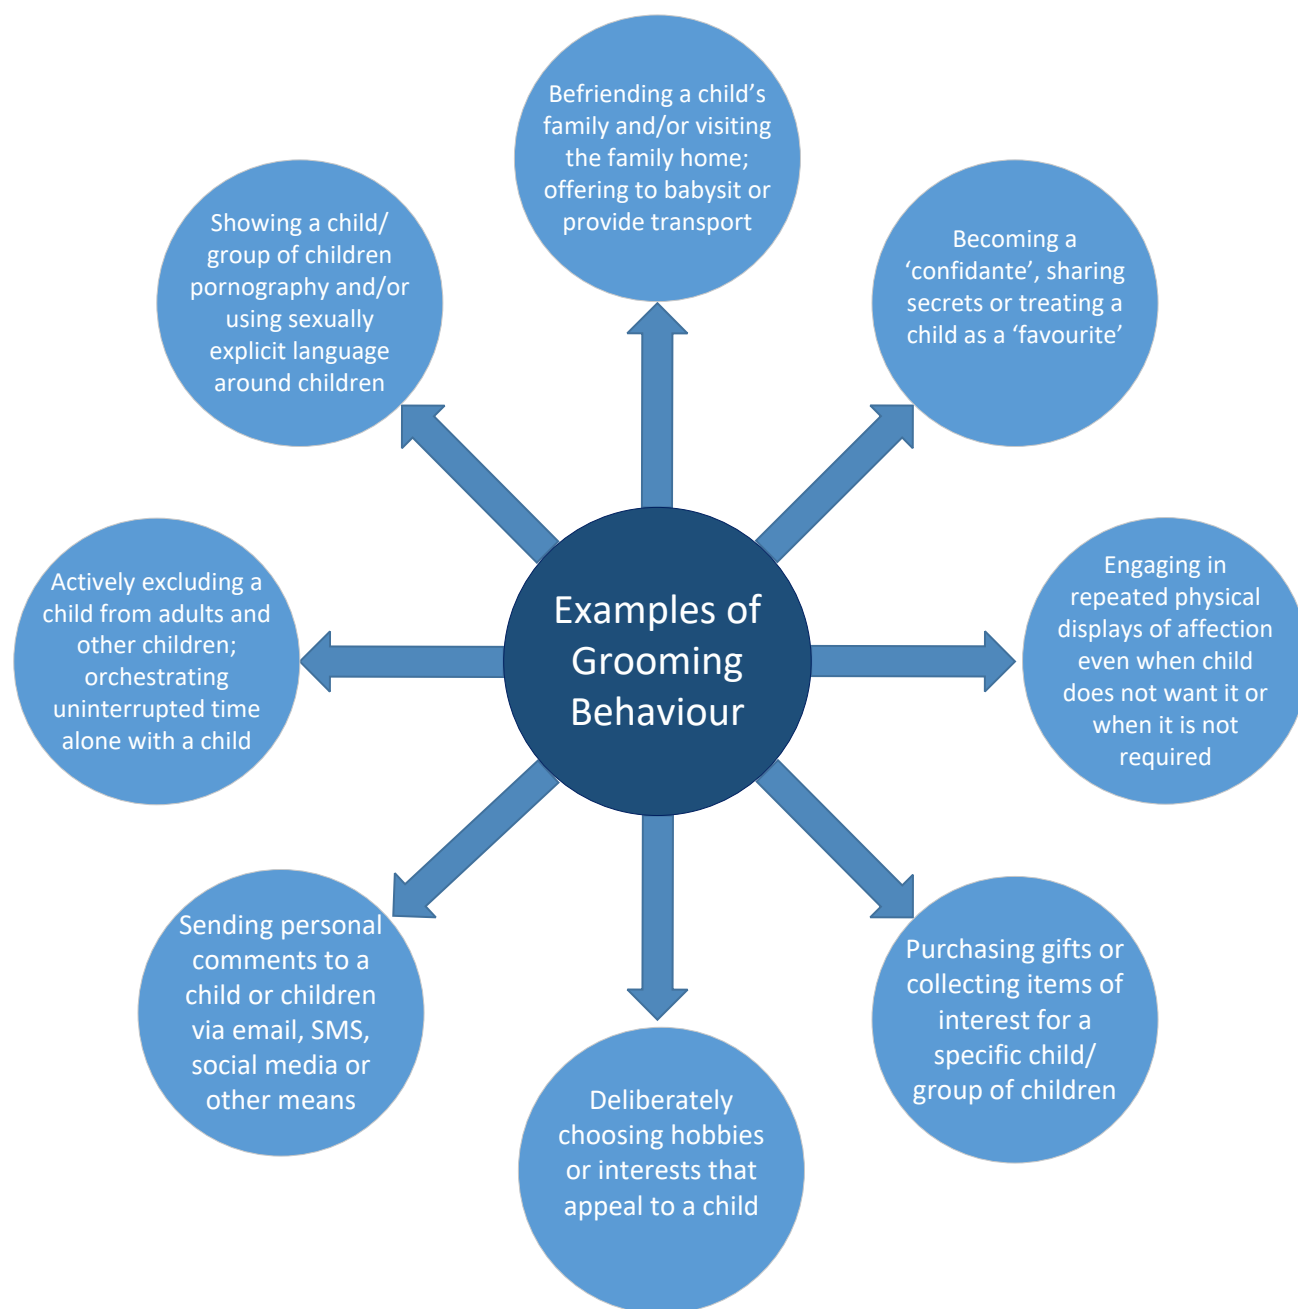 Befriending a child’s
family and/or visiting
the family home;
offering to babysit or
provide transport
Becoming a
‘confidante’, sharing
secrets or treating a
child as a ‘favourite’
Engaging in
repeated physical
displays of affection
even when child
does not want it or
when it is not
required
Purchasing gifts or
collecting items of
interest for a
specific child/
group of children
Deliberately
choosing hobbies
or interests that
appeal to a child
Sending personal
comments to a
child or children
via email, SMS,
social media or
other means
Actively excluding a
child from adults and
other children;
orchestrating
uninterrupted time
alone with a child
Showing a child/
group of children
pornography and/or
using sexually
explicit language
around children
Examples of
Grooming
Behaviour